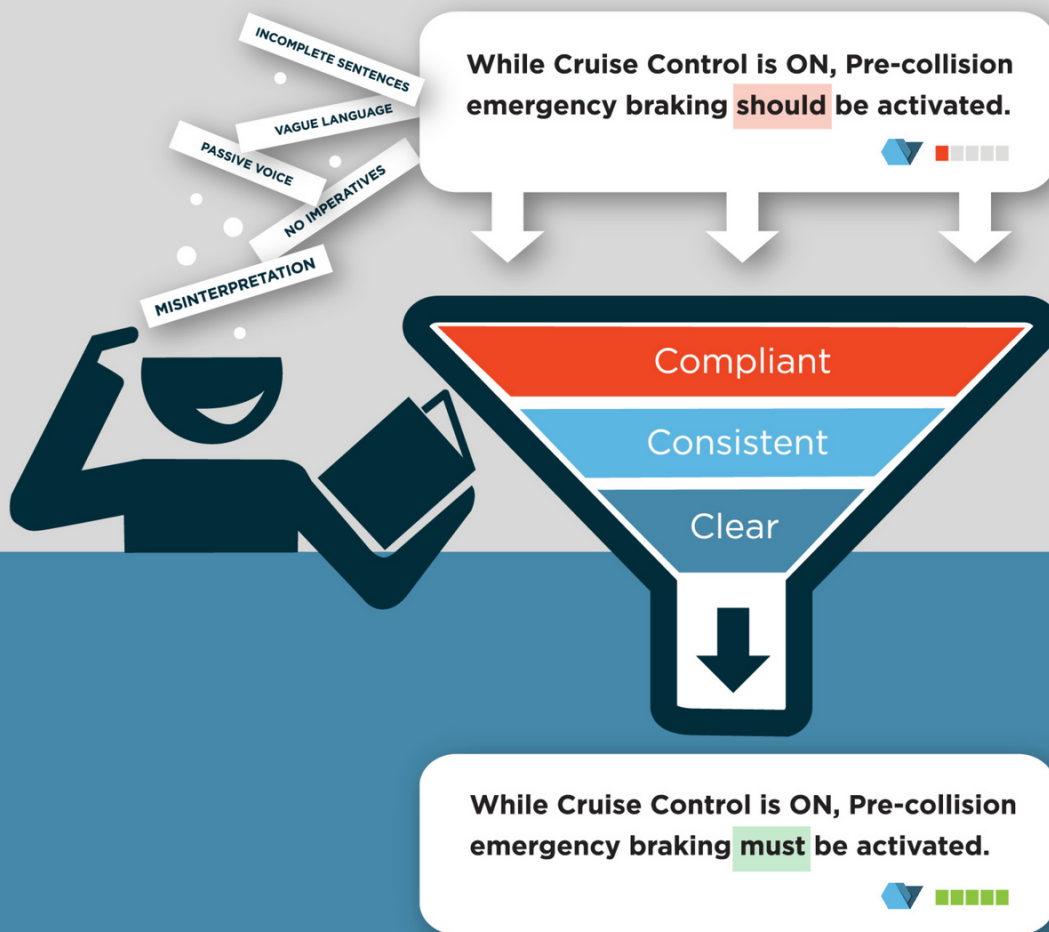 INCOMPLETE SENTENCES
VAGUE LANGUAGE
PASSIVE VOICE
NO IMPERATIVES
MISINTERPRETATION
While Cruise Control is ON, Pre-collision
emergency braking should be activated.
Compliant
Consistent
Clear
While Cruise Control is ON, Pre-collision
emergency braking must be activated.